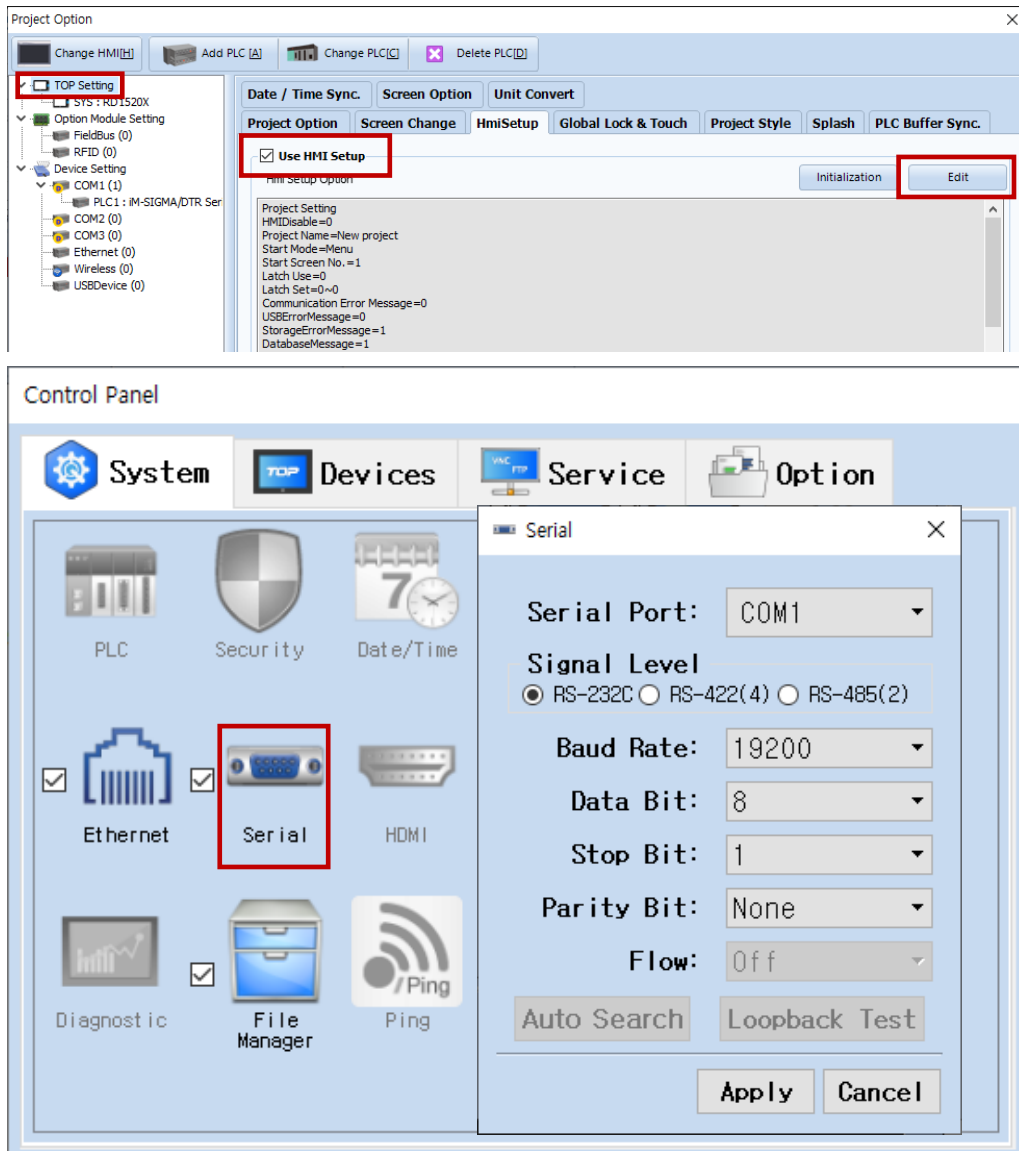 Project Option
Change HMI[H] Add PLC [A] Change PLC[C] Delete PLC[D]
TOP Setting
SYS : RD1520X
Option Module Setting
FieldBus (0)
RFID (0)
Device Setting
COM1 (1)
PLC1 : iM-SIGMA/DTR Ser
COM2 (0)
COM3 (0)
Ethernet (0)
Wireless (0)
USBDevice (0)
Date / Time Sync. Screen Option Unit Convert
Project Option Screen Change HmiSetup Global Lock & Touch Project Style Splash PLC Buffer Sync.
Use HMI Setup
Hmi Setup Option
Initialization Edit
Project Setting
HMIDisable=0
Project Name=New project
Start Mode=Menu
Start Screen No.=1
Latch Use=0
Latch Set=0~0
Communication Error Message=0
USBErrorMessage=0
StorageErrorMessage=1
DatabaseMessage=1
Control Panel
System
TOP Devices
VNC FTP Service
Option
PLC Security 7 Date/Time
Ethernet Serial HDMI
Diagnostic File Manager /Ping Ping
Serial
Serial Port: COM1
Signal Level
RS-232C RS-422(4) RS-485(2)
Baud Rate: 19200
Data Bit: 8
Stop Bit: 1
Parity Bit: None
Flow: Off
Auto Search Loopback Test
Apply Cancel